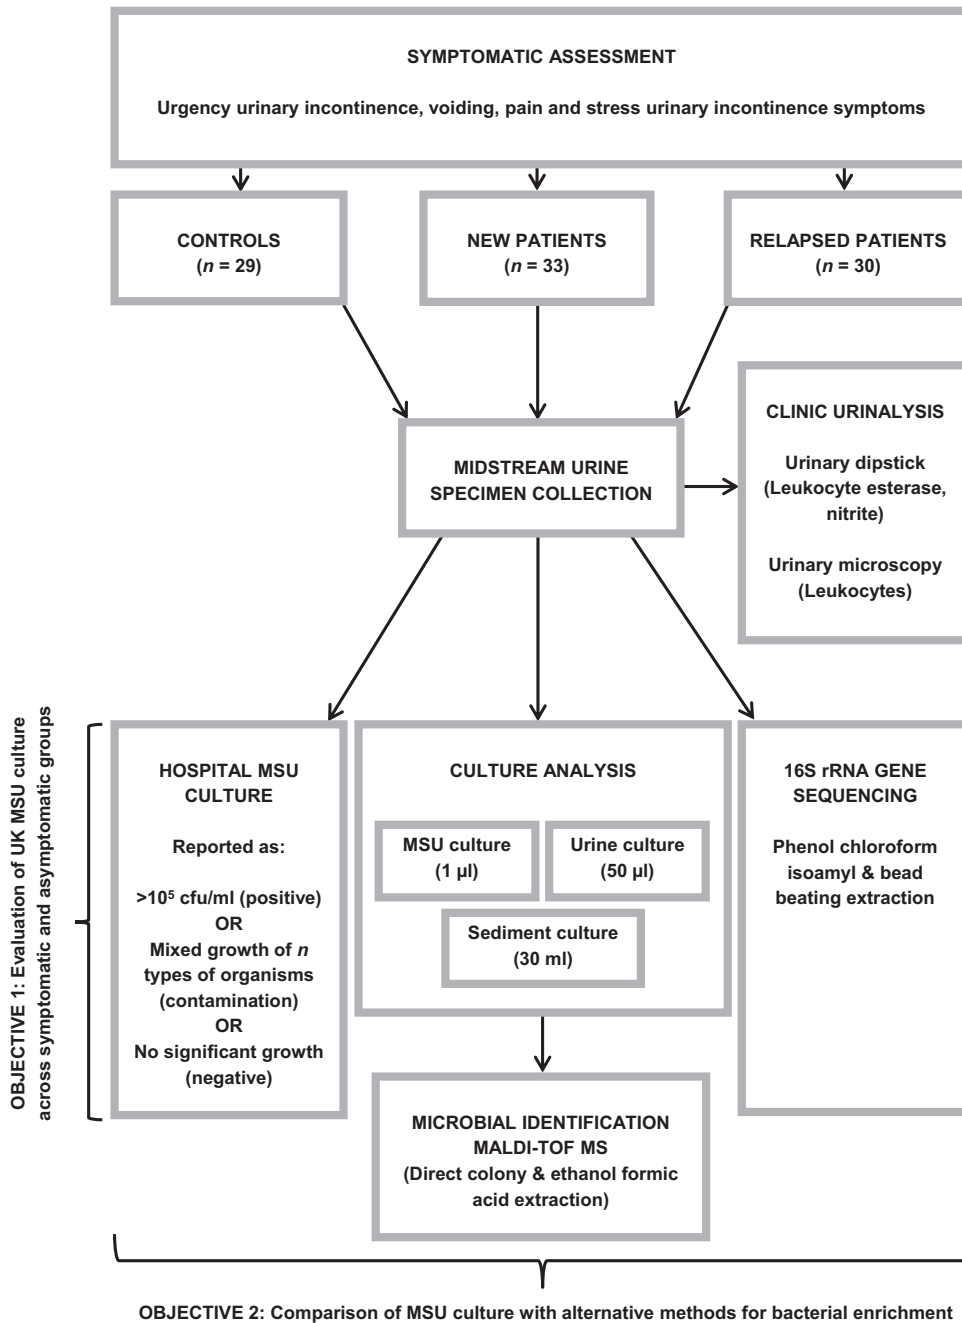 SYMPTOMATIC ASSESSMENT
Urgency urinary incontinence, voiding, pain and stress urinary incontinence symptoms
CONTROLS
(n = 29)
NEW PATIENTS
(n = 33)
RELAPSED PATIENTS
(n = 30)
MIDSTREAM URINE
SPECIMEN COLLECTION
CLINIC URINALYSIS
Urinary dipstick
(Leukocyte esterase,
nitrite)
Urinary microscopy
(Leukocytes)
OBJECTIVE 1: Evaluation of UK MSU culture
across symptomatic and asymptomatic groups
HOSPITAL MSU
CULTURE
Reported as:
>10⁵ cfu/ml (positive)
OR
Mixed growth of n
types of organisms
(contamination)
OR
No significant growth
(negative)
CULTURE ANALYSIS
MSU culture
(1 µl)
Urine culture
(50 µl)
Sediment culture
(30 ml)
16S rRNA GENE
SEQUENCING
Phenol chloroform
isoamyl & bead
beating extraction
MICROBIAL IDENTIFICATION
MALDI-TOF MS
(Direct colony & ethanol formic
acid extraction)
OBJECTIVE 2: Comparison of MSU culture with alternative methods for bacterial enrichment